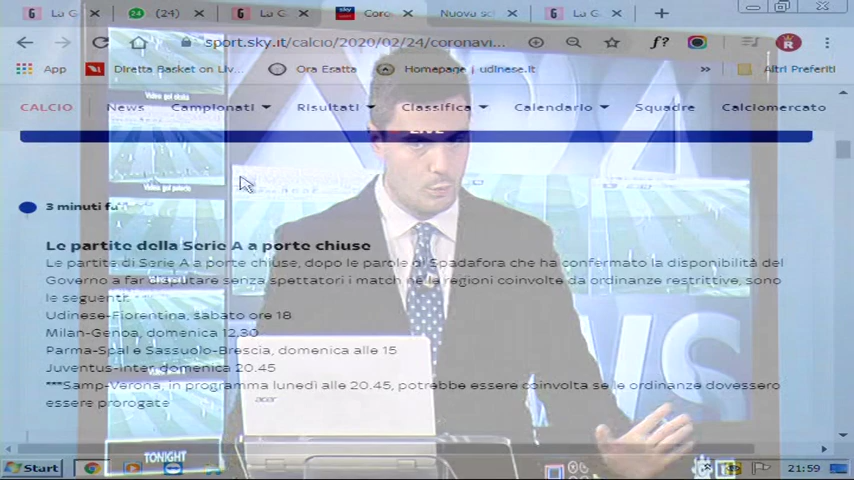 La G
(24)
La G
Coro
Nuova sc
La G
sport.sky.it/calcio/2020/02/24/coronavi...
App
Diretta Basket on Liv...
Ora Esatta
Homepage | udinese.it
Altri Preferiti
CALCIO News Campionati Risultati Classifica Calendario Squadre Calciomercato
LIVE
3 minuti fa
Le partite della Serie A a porte chiuse
Le partite di Serie A a porte chiuse, dopo le parole di Spadafora che ha confermato la disponibilità del
Governo a far disputare senza spettatori i match nelle regioni coinvolte da ordinanze restrittive, sono
le seguenti:
Udinese-Fiorentina, sabato ore 18
Milan-Genoa, domenica 12.30
Parma-Spal e Sassuolo-Brescia, domenica alle 15
Juventus-Inter domenica 20.45
***Samp-Verona, in programma lunedì alle 20.45, potrebbe essere coinvolta se le ordinanze dovessero
essere prorogate
acer
TONIGHT
Start
21:59